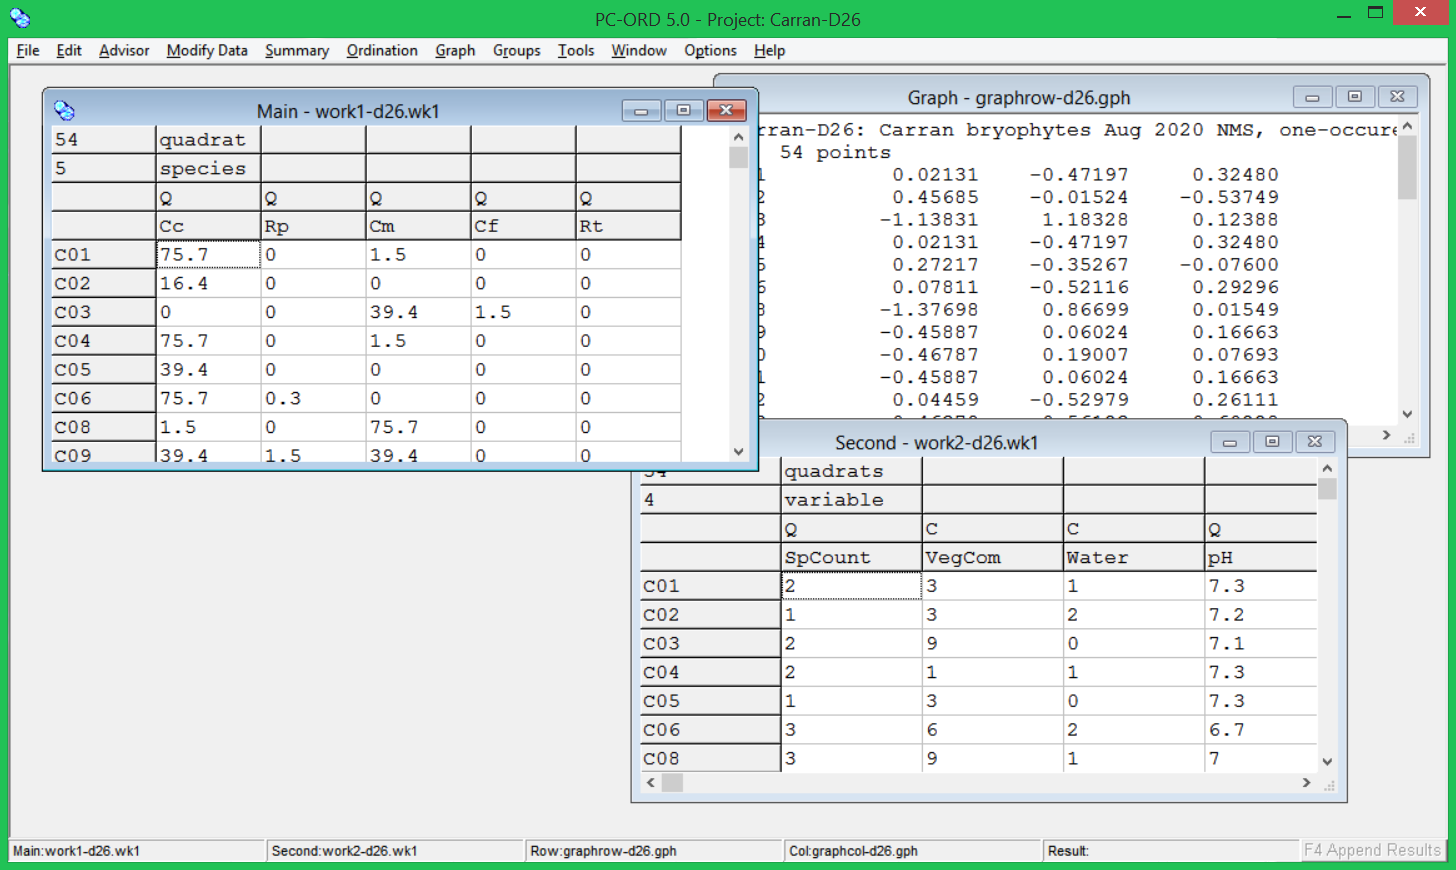 PC-ORD 5.0 - Project: Carran-D26
File Edit Advisor Modify Data Summary Ordination Graph Groups Tools Window Options Help
Main - work1-d26.wk1
54 quadrat
5 species
Q Q Q Q Q
Cc Rp Cm Cf Rt
C01 75.7 0 1.5 0 0
C02 16.4 0 0 0 0
C03 0 0 39.4 1.5 0
C04 75.7 0 1.5 0 0
C05 39.4 0 0 0 0
C06 75.7 0.3 0 0 0
C08 1.5 0 75.7 0 0
C09 39.4 1.5 39.4 0 0
Graph - graphrow-d26.gph
rran-D26: Carran bryophytes Aug 2020 NMS, one-occure
54 points
1 0.02131 -0.47197 0.32480
2 0.45685 -0.01524 -0.53749
3 -1.13831 1.18328 0.12388
4 0.02131 -0.47197 0.32480
5 0.27217 -0.35267 -0.07600
6 0.07811 -0.52116 0.29296
8 -1.37698 0.86699 0.01549
9 -0.45887 0.06024 0.16663
0 -0.46787 0.19007 0.07693
1 -0.45887 0.06024 0.16663
2 0.04459 -0.52979 0.26111
Second - work2-d26.wk1
54 quadrats
4 variable
Q C C Q
SpCount VegCom Water pH
C01 2 3 1 7.3
C02 1 3 2 7.2
C03 2 9 0 7.1
C04 2 1 1 7.3
C05 1 3 0 7.3
C06 3 6 2 6.7
C08 3 9 1 7
Main:work1-d26.wk1 Second:work2-d26.wk1 Row:graphrow-d26.gph Col:graphcol-d26.gph Result: F4 Append Results